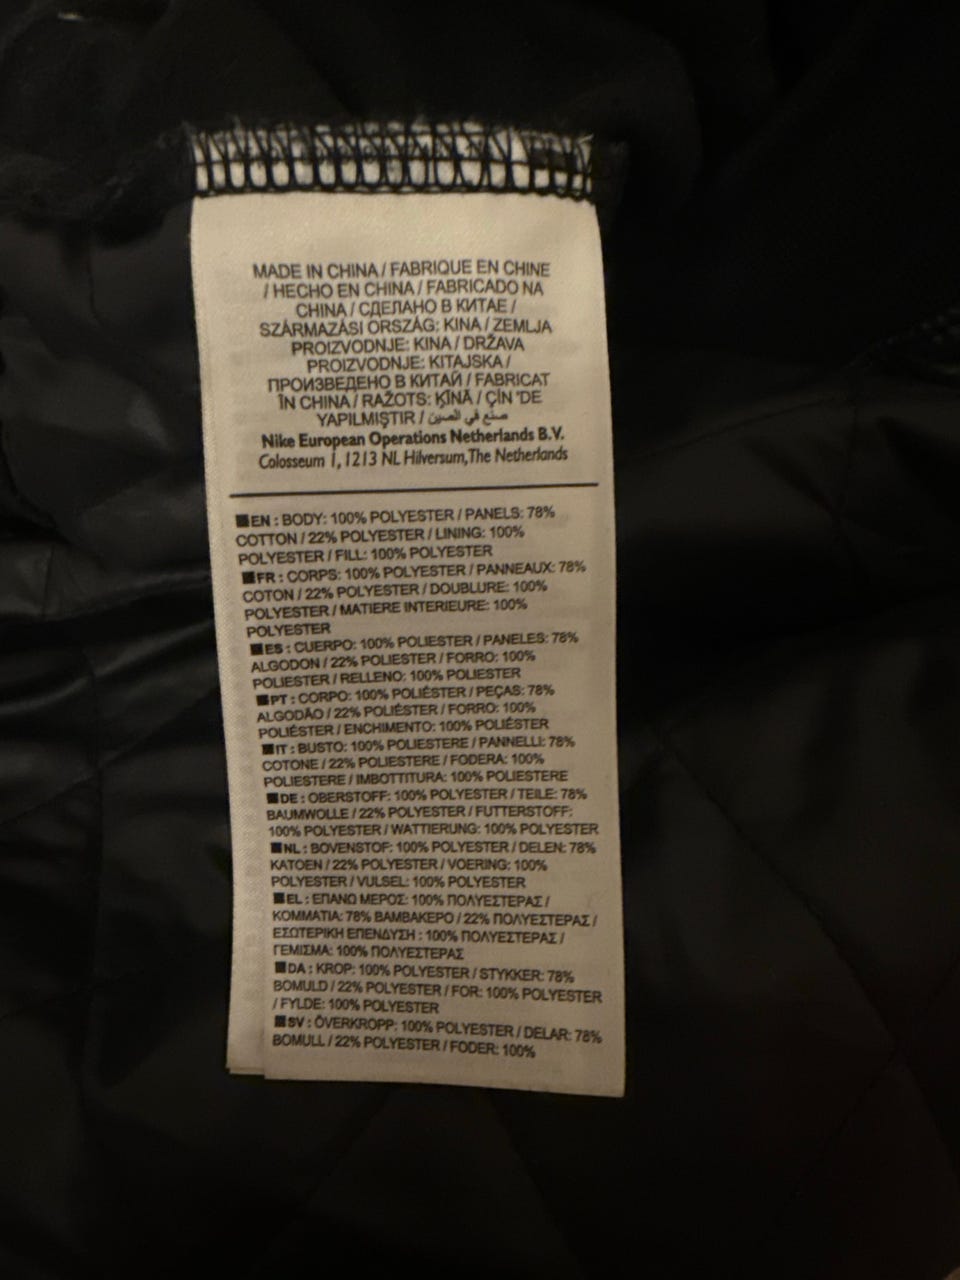 MADE IN CHINA / FABRIQUE EN CHINE
/ HECHO EN CHINA / FABRICADO NA
CHINA / СДЕЛАНО В КИТАЕ /
SZÁRMAZÁSI ORSZÁG: KINA / ZEMLJA
PROIZVODNJE: KINA / DRŽAVA
PROIZVODNJE: KITAJSKA /
ПРОИЗВЕДЕНО В КИТАЙ / FABRICAT
ÎN CHINA / RAŽOTS: ĶĪNĀ / ÇİN 'DE
YAPILMIŞTIR / صنع في الصين
Nike European Operations Netherlands B.V.
Colosseum 1, 1213 NL Hilversum, The Netherlands
EN : BODY: 100% POLYESTER / PANELS: 78%
COTTON / 22% POLYESTER / LINING: 100%
POLYESTER / FILL: 100% POLYESTER
FR : CORPS: 100% POLYESTER / PANNEAUX: 78%
COTON / 22% POLYESTER / DOUBLURE: 100%
POLYESTER / MATIERE INTERIEURE: 100%
POLYESTER
ES : CUERPO: 100% POLIESTER / PANELES: 78%
ALGODON / 22% POLIESTER / FORRO: 100%
POLIESTER / RELLENO: 100% POLIESTER
PT : CORPO: 100% POLIÉSTER / PEÇAS: 78%
ALGODÃO / 22% POLIÉSTER / FORRO: 100%
POLIÉSTER / ENCHIMENTO: 100% POLIÉSTER
IT : BUSTO: 100% POLIESTERE / PANNELLI: 78%
COTONE / 22% POLIESTERE / FODERA: 100%
POLIESTERE / IMBOTTITURA: 100% POLIESTERE
DE : OBERSTOFF: 100% POLYESTER / TEILE: 78%
BAUMWOLLE / 22% POLYESTER / FUTTERSTOFF:
100% POLYESTER / WATTIERUNG: 100% POLYESTER
NL : BOVENSTOF: 100% POLYESTER / DELEN: 78%
KATOEN / 22% POLYESTER / VOERING: 100%
POLYESTER / VULSEL: 100% POLYESTER
EL : ΕΠΑΝΩ ΜΕΡΟΣ: 100% ΠΟΛΥΕΣΤΕΡΑΣ /
ΚΟΜΜΑΤΙΑ: 78% ΒΑΜΒΑΚΕΡΟ / 22% ΠΟΛΥΕΣΤΕΡΑΣ /
ΕΣΩΤΕΡΙΚΗ ΕΠΕΝΔΥΣΗ : 100% ΠΟΛΥΕΣΤΕΡΑΣ /
ΓΕΜΙΣΜΑ: 100% ΠΟΛΥΕΣΤΕΡΑΣ
DA : KROP: 100% POLYESTER / STYKKER: 78%
BOMULD / 22% POLYESTER / FOR: 100% POLYESTER
/ FYLDE: 100% POLYESTER
SV : ÖVERKROPP: 100% POLYESTER / DELAR: 78%
BOMULL / 22% POLYESTER / FODER: 100%